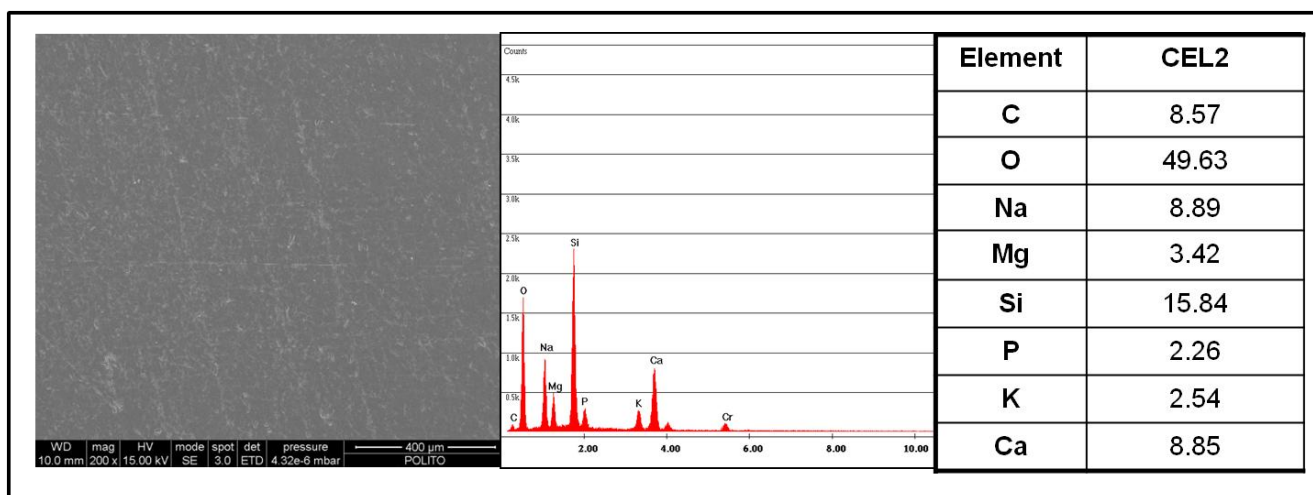 WD mag HV mode spot det pressure 400 µm
10.0 mm 200 x 15.00 kV SE 3.0 ETD 4.32e-6 mbar POLITO
Counts
4.5k
4.0k
3.5k
3.0k
2.5k
2.0k
1.5k
1.0k
0.5k
C
O
Na
Mg
Si
P
K
Ca
Cr
2.00 4.00 6.00 8.00 10.00
Element CEL2
C 8.57
O 49.63
Na 8.89
Mg 3.42
Si 15.84
P 2.26
K 2.54
Ca 8.85